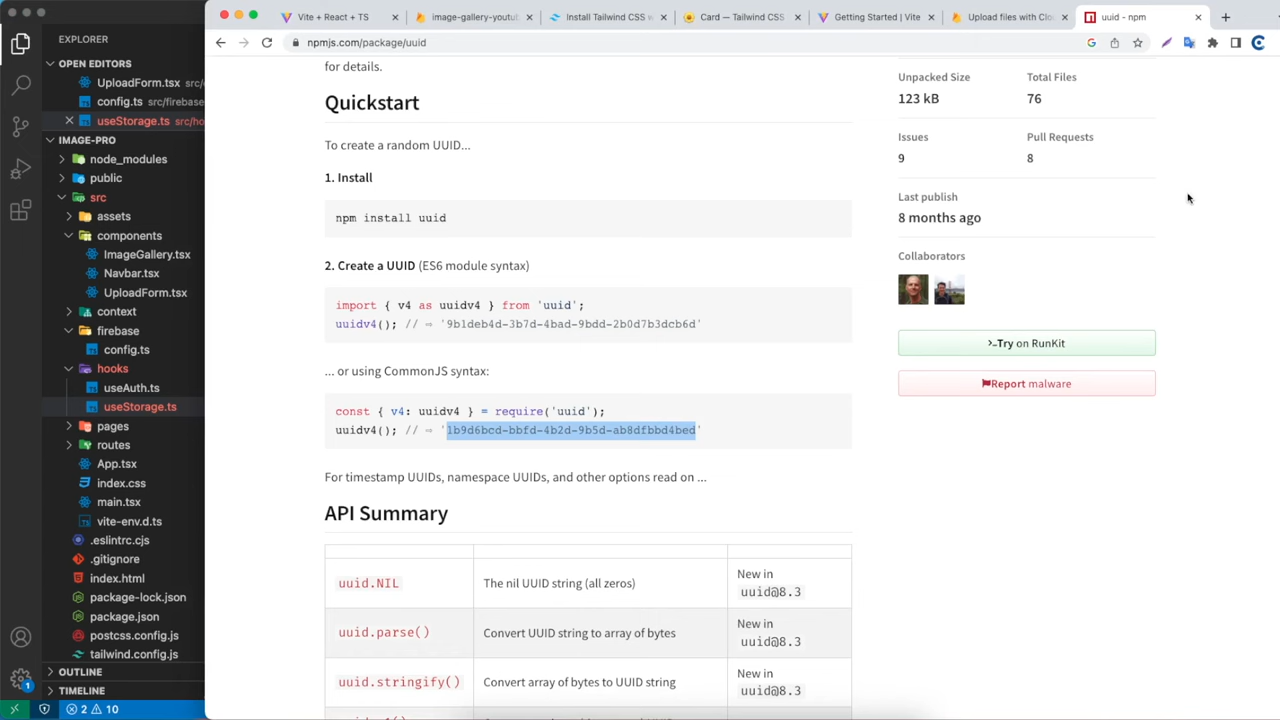 EXPLORER
OPEN EDITORS
UploadForm.tsx src/c
config.ts src/firebase
useStorage.ts src/ho
IMAGE-PRO
node_modules
public
src
assets
components
ImageGallery.tsx
Navbar.tsx
UploadForm.tsx
context
firebase
config.ts
hooks
useAuth.ts
useStorage.ts
pages
routes
App.tsx
index.css
main.tsx
vite-env.d.ts
.eslintrc.cjs
.gitignore
index.html
package-lock.json
package.json
postcss.config.js
tailwind.config.js
OUTLINE
TIMELINE
1
2 10
Vite + React + TS
image-gallery-youtu
Install Tailwind CSS w
Card — Tailwind CSS
Getting Started | Vite
Upload files with Clou
uuid - npm
npmjs.com/package/uuid
for details.
Quickstart
To create a random UUID...
1. Install
npm install uuid
2. Create a UUID (ES6 module syntax)
import { v4 as uuidv4 } from 'uuid';
uuidv4(); // ⇨ '9b1deb4d-3b7d-4bad-9bdd-2b0d7b3dcb6d'
... or using CommonJS syntax:
const { v4: uuidv4 } = require('uuid');
uuidv4(); // ⇨ '1b9d6bcd-bbfd-4b2d-9b5d-ab8dfbbd4bed'
For timestamp UUIDs, namespace UUIDs, and other options read on ...
API Summary
uuid.NIL The nil UUID string (all zeros) New in uuid@8.3
uuid.parse() Convert UUID string to array of bytes New in uuid@8.3
uuid.stringify() Convert array of bytes to UUID string New in uuid@8.3
Unpacked Size Total Files
123 kB 76
Issues Pull Requests
9 8
Last publish
8 months ago
Collaborators
Try on RunKit
Report malware